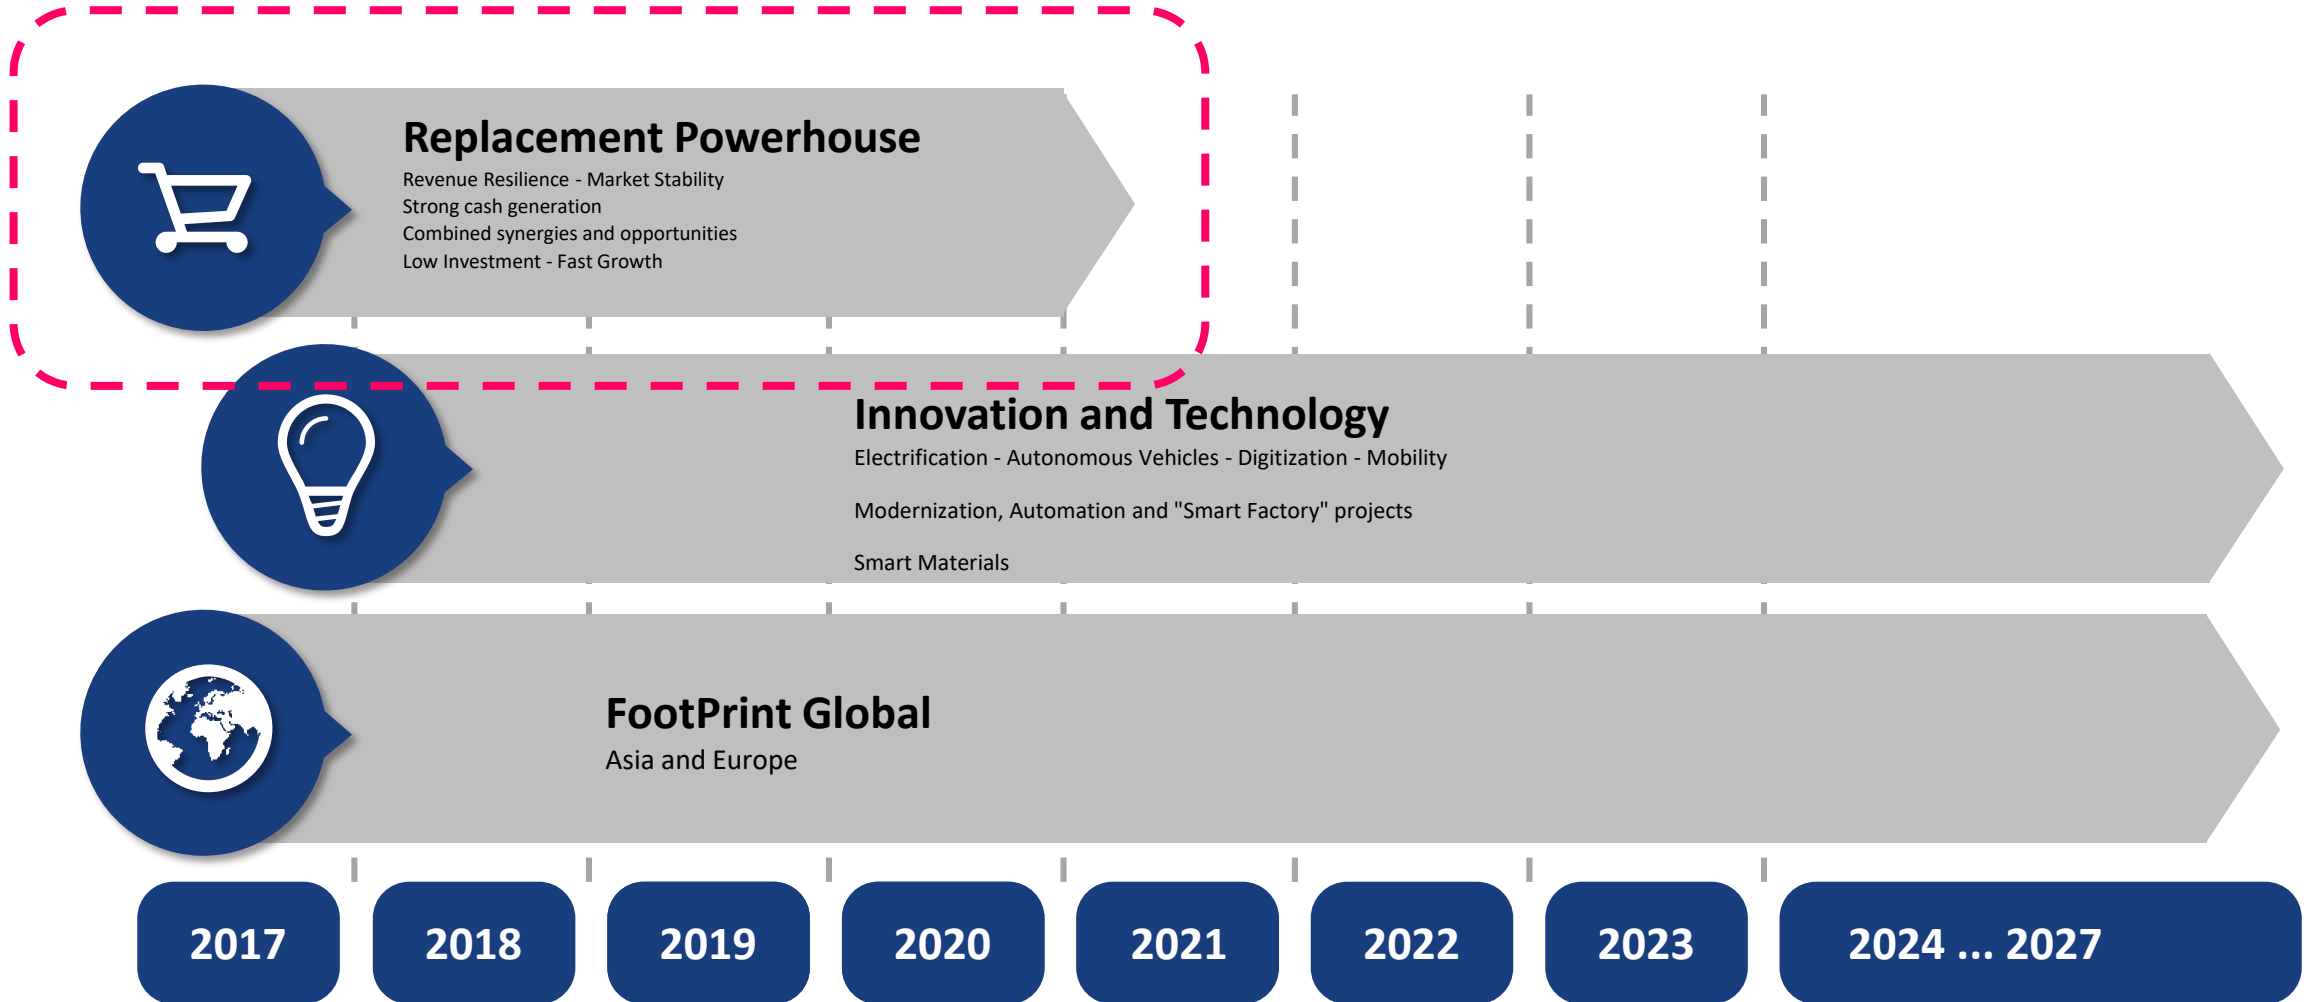 Replacement Powerhouse
Revenue Resilience - Market Stability
Strong cash generation
Combined synergies and opportunities
Low Investment - Fast Growth
Innovation and Technology
Electrification - Autonomous Vehicles - Digitization - Mobility
Modernization, Automation and "Smart Factory" projects
Smart Materials
FootPrint Global
Asia and Europe
2017
2018
2019
2020
2021
2022
2023
2024 ... 2027